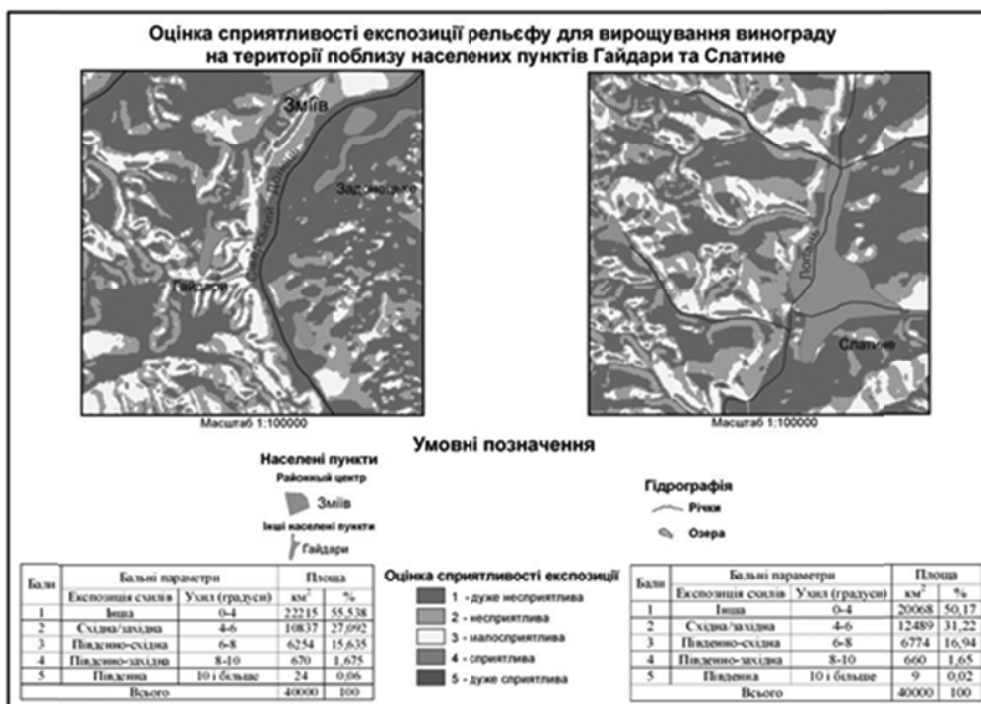 Оцінка сприятливості експозиції рельєфу для вирощування винограду
на території поблизу населених пунктів Гайдари та Слатине
Зміїв
Задонецьке
Сіверський Донець
Гайдари
Масштаб 1:100000
Лопань
Слатине
Масштаб 1:100000
Умовні позначення
Населені пункти
Районный центр
Зміїв
Інші населені пункти
Гайдари
Гідрографія
Річки
Озера
Бали Бальні параметри Площа
Експозиція схилів Ухил (градуси) км² %
1 Інша 0-4 22215 55,538
2 Східна/західна 4-6 10837 27,092
3 Південно-східна 6-8 6254 15,635
4 Південно-західна 8-10 670 1,675
5 Південна 10 і більше 24 0,06
Всього 40000 100
Оцінка сприятливості експозиції
1 - дуже несприятлива
2 - несприятлива
3 - малосприятлива
4 - сприятлива
5 - дуже сприятлива
Бали Бальні параметри Площа
Експозиція схилів Ухил (градуси) км² %
1 Інша 0-4 20068 50,17
2 Східна/західна 4-6 12489 31,22
3 Південно-східна 6-8 6774 16,94
4 Південно-західна 8-10 660 1,65
5 Південна 10 і більше 9 0,02
Всього 40000 100